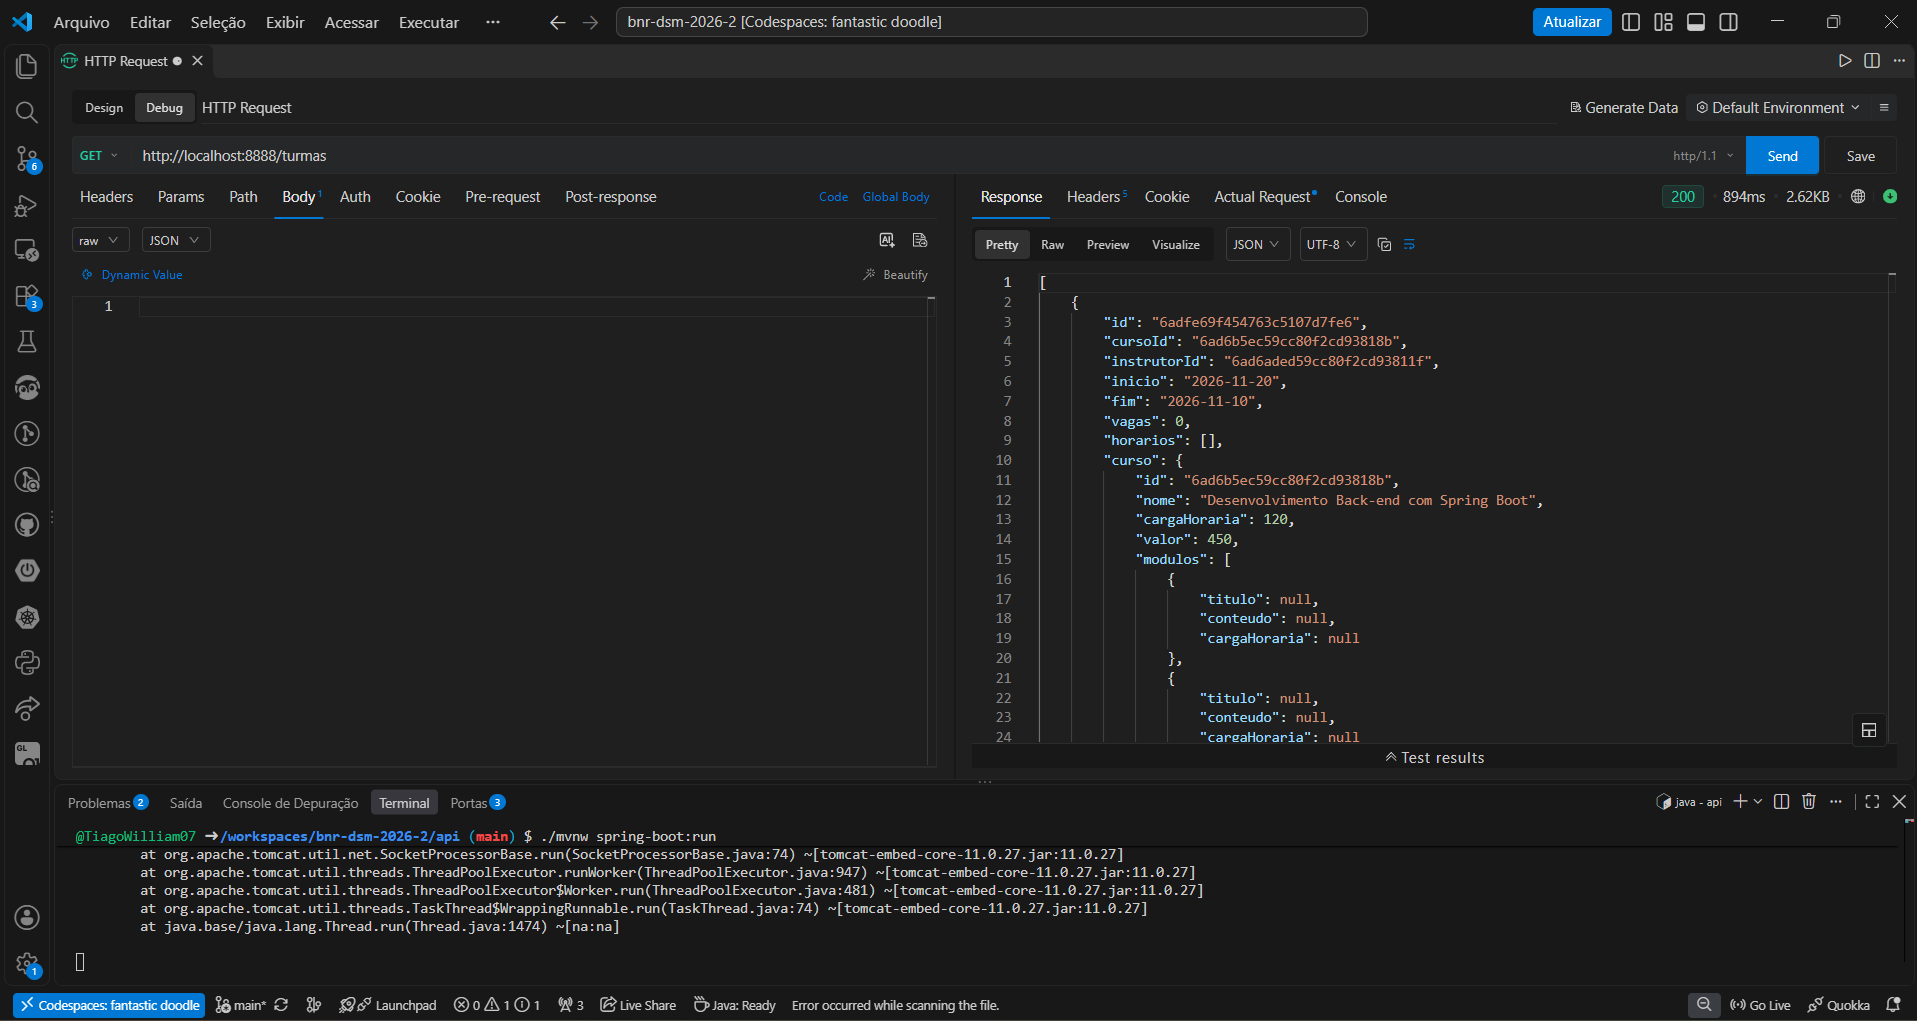 Arquivo Editar Seleção Exibir Acessar Executar ··· bnr-dsm-2026-2 [Codespaces: fantastic doodle] Atualizar
HTTP HTTP Request
Design Debug HTTP Request Generate Data Default Environment
GET http://localhost:8888/turmas http/1.1 Send Save
Headers Params Path Body 1 Auth Cookie Pre-request Post-response Code Global Body
Response Headers 5 Cookie Actual Request Console 200 894ms 2.62KB
raw JSON AI
Pretty Raw Preview Visualize JSON UTF-8
Dynamic Value Beautify
1
1 [
2 {
3 "id": "6adfe69f454763c5107d7fe6",
4 "cursoId": "6ad6b5ec59cc80f2cd93818b",
5 "instrutorId": "6ad6aded59cc80f2cd93811f",
6 "inicio": "2026-11-20",
7 "fim": "2026-11-10",
8 "vagas": 0,
9 "horarios": [],
10 "curso": {
11 "id": "6ad6b5ec59cc80f2cd93818b",
12 "nome": "Desenvolvimento Back-end com Spring Boot",
13 "cargaHoraria": 120,
14 "valor": 450,
15 "modulos": [
16 {
17 "titulo": null,
18 "conteudo": null,
19 "cargaHoraria": null
20 },
21 {
22 "titulo": null,
23 "conteudo": null,
24 "cargaHoraria": null
Test results
6
3
GL
1
Problemas 2 Saída Console de Depuração Terminal Portas 3 java - api
@TiagoWilliam07 ➜ /workspaces/bnr-dsm-2026-2/api (main) $ ./mvnw spring-boot:run
at org.apache.tomcat.util.net.SocketProcessorBase.run(SocketProcessorBase.java:74) ~[tomcat-embed-core-11.0.27.jar:11.0.27]
at org.apache.tomcat.util.threads.ThreadPoolExecutor.runWorker(ThreadPoolExecutor.java:947) ~[tomcat-embed-core-11.0.27.jar:11.0.27]
at org.apache.tomcat.util.threads.ThreadPoolExecutor$Worker.run(ThreadPoolExecutor.java:481) ~[tomcat-embed-core-11.0.27.jar:11.0.27]
at org.apache.tomcat.util.threads.TaskThread$WrappingRunnable.run(TaskThread.java:74) ~[tomcat-embed-core-11.0.27.jar:11.0.27]
at java.base/java.lang.Thread.run(Thread.java:1474) ~[na:na]
Codespaces: fantastic doodle main* Launchpad 0 1 1 3 Live Share Java: Ready Error occurred while scanning the file. Go Live Quokka